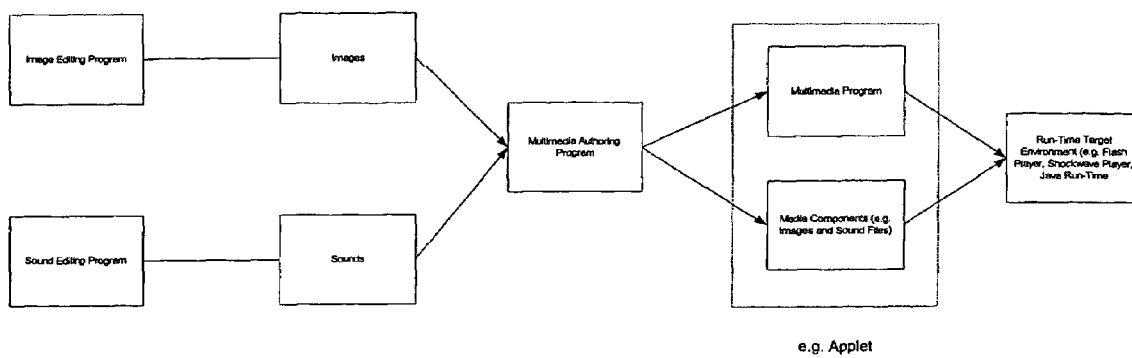 Image Editing Program
Images
Multimedia Authoring
Program
Multimedia Program
Run-Time Target
Environment (e.g. Flash
Player, Shockwave Player,
Java Run-Time
Media Components (e.g.
Images and Sound Files)
Sound Editing Program
Sounds
e.g. Applet